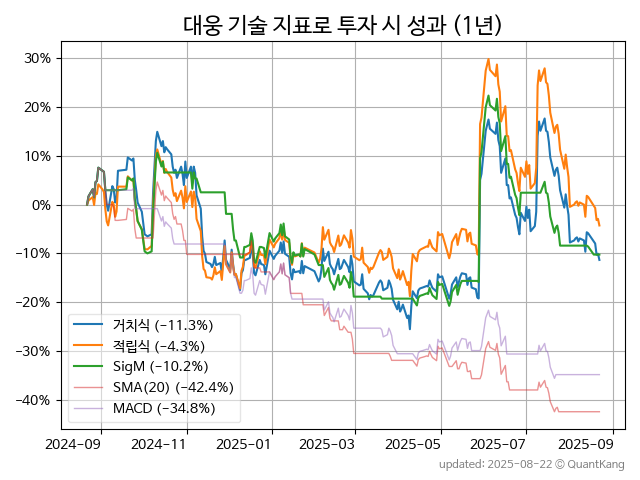 대웅 기술 지표로 투자 시 성과 (1년)
30%
20%
10%
0%
−10%
−20%
−30%
−40%
거치식 (−11.3%)
적립식 (−4.3%)
SigM (−10.2%)
SMA(20) (−42.4%)
MACD (−34.8%)
2024-09 2024-11 2025-01 2025-03 2025-05 2025-07 2025-09
updated: 2025-08-22 © QuantKang